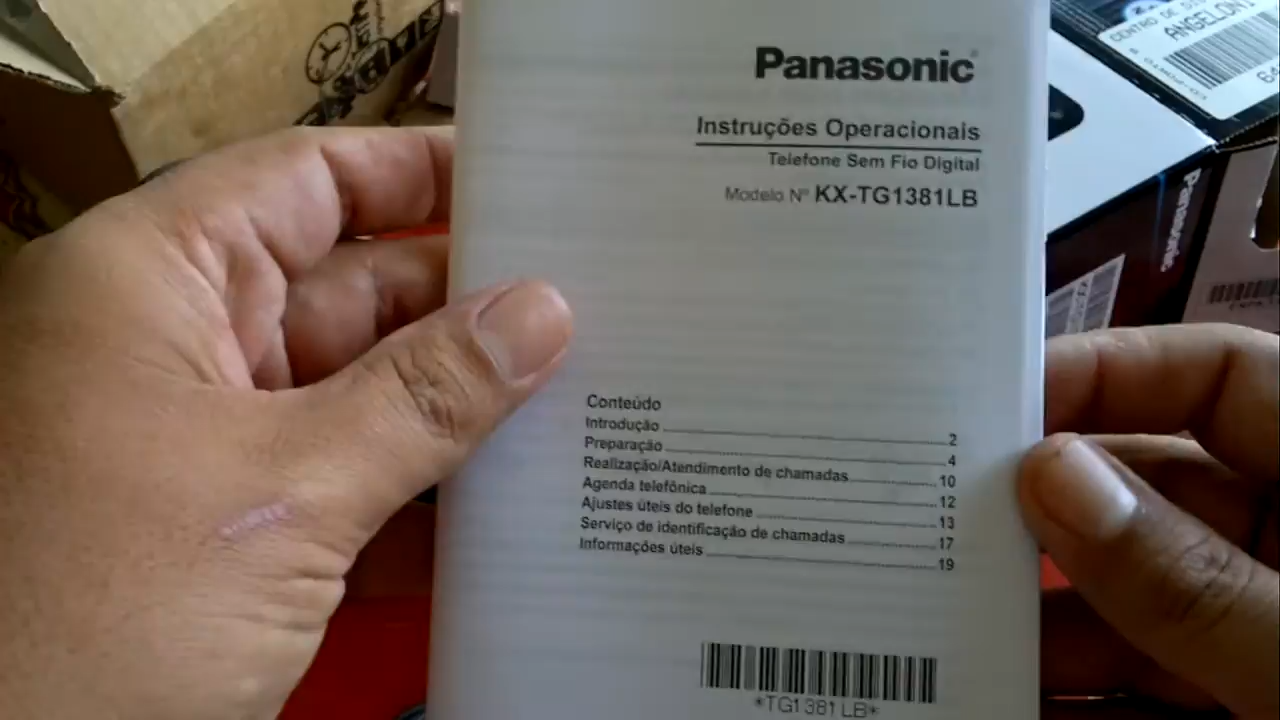 Panasonic
Instruções Operacionais
Telefone Sem Fio Digital
Modelo Nº KX-TG1381LB
Conteúdo
Introdução 2
Preparação 4
Realização/Atendimento de chamadas 10
Agenda telefônica 12
Ajustes úteis do telefone 13
Serviço de identificação de chamadas 17
Informações úteis 19
*TG1381LB*
ANGELONI
Panasonic